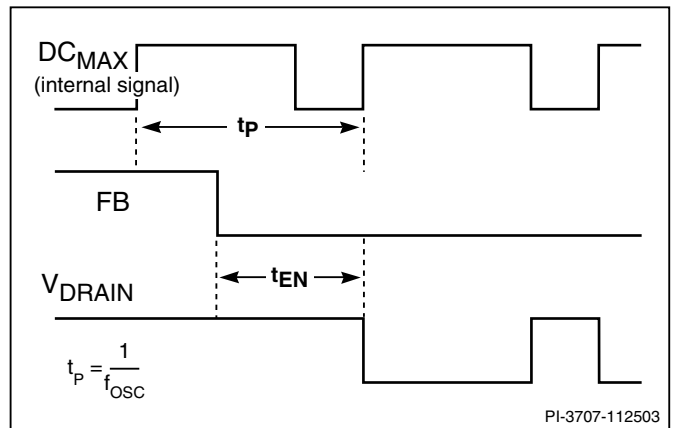 DCMAX
(internal signal)
tP
FB
tEN
VDRAIN
tP = 1/fOSC
PI-3707-112503